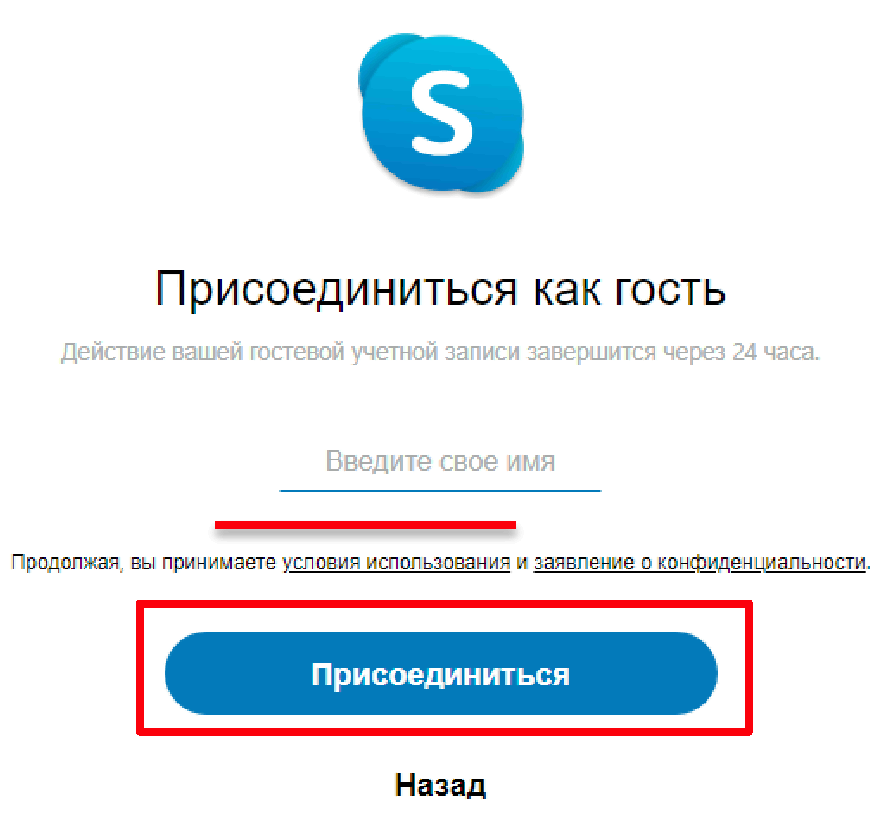 S
Присоединиться как гость
Действие вашей гостевой учетной записи завершится через 24 часа.
Введите свое имя
Продолжая, вы принимаете условия использования и заявление о конфиденциальности.
Присоединиться
Назад